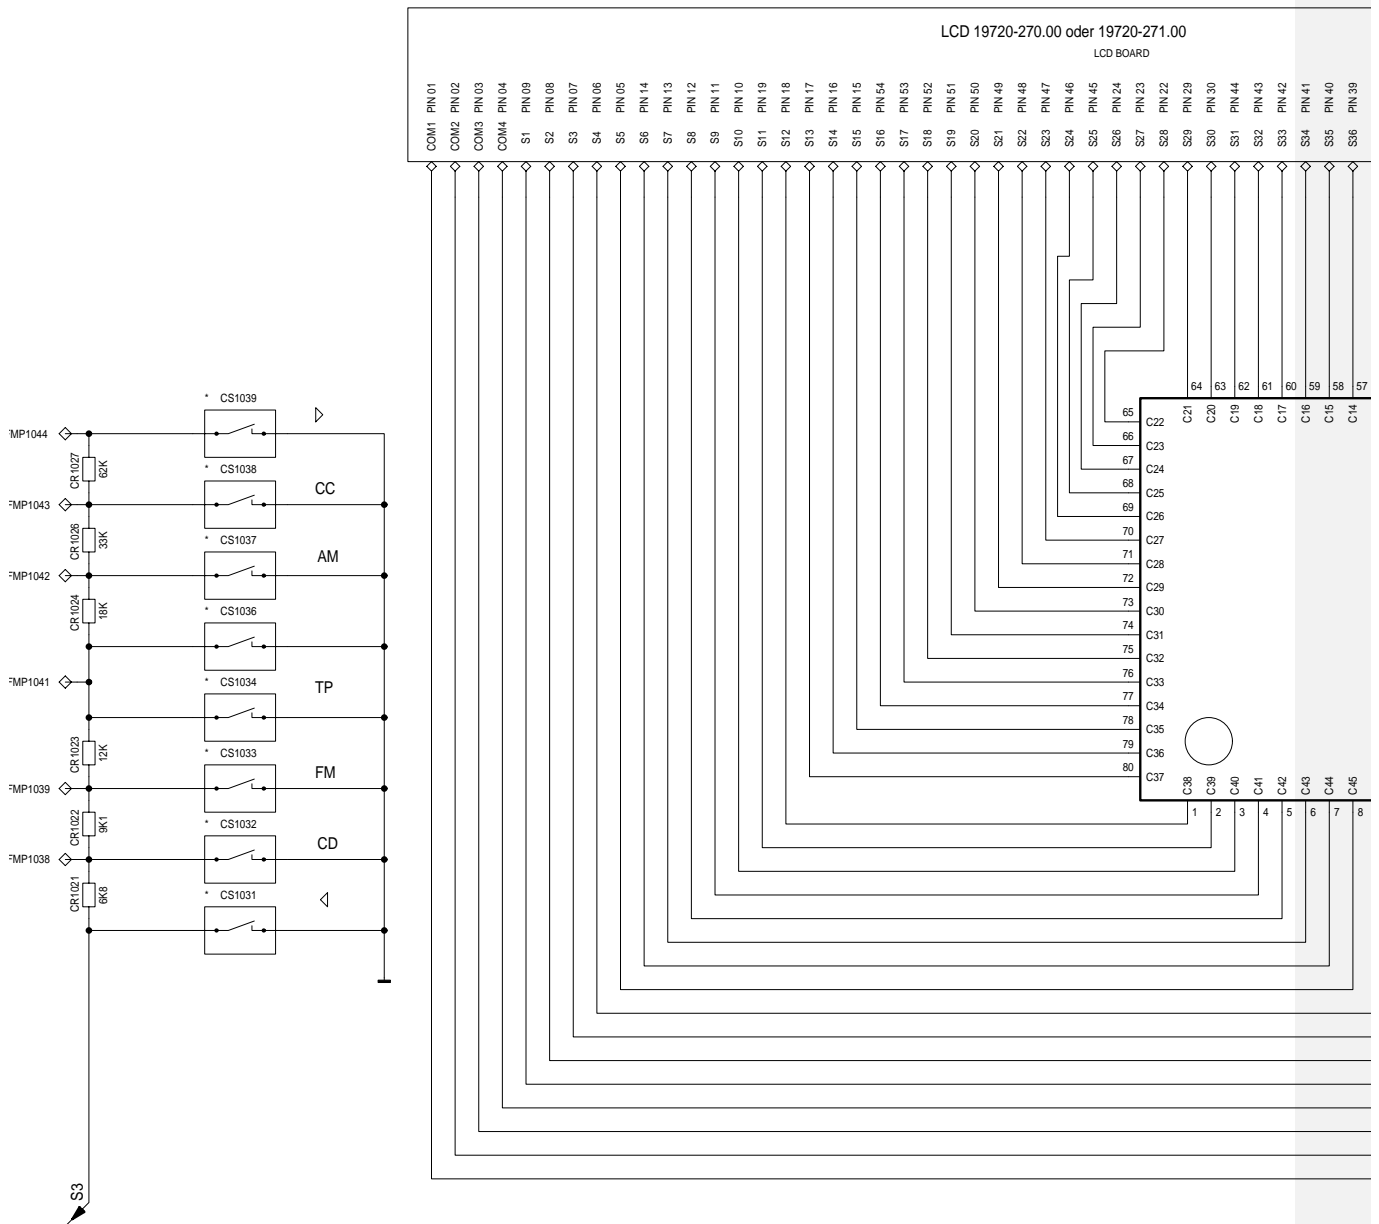 LCD 19720-270.00 oder 19720-271.00
LCD BOARD
PIN 01 PIN 02 PIN 03 PIN 04 PIN 09 PIN 08 PIN 07 PIN 06 PIN 05 PIN 14 PIN 13 PIN 12 PIN 11 PIN 10 PIN 19 PIN 18 PIN 17 PIN 16 PIN 15 PIN 54 PIN 53 PIN 52 PIN 51 PIN 50 PIN 49 PIN 48 PIN 47 PIN 46 PIN 45 PIN 24 PIN 23 PIN 22 PIN 29 PIN 30 PIN 44 PIN 43 PIN 42 PIN 41 PIN 40 PIN 39
COM1 COM2 COM3 COM4 S1 S2 S3 S4 S5 S6 S7 S8 S9 S10 S11 S12 S13 S14 S15 S16 S17 S18 S19 S20 S21 S22 S23 S24 S25 S26 S27 S28 S29 S30 S31 S32 S33 S34 S35 S36
64 63 62 61 60 59 58 57
C21 C20 C19 C18 C17 C16 C15 C14
65 C22
66 C23
67 C24
68 C25
69 C26
70 C27
71 C28
72 C29
73 C30
74 C31
75 C32
76 C33
77 C34
78 C35
79 C36
80 C37
C38 C39 C40 C41 C42 C43 C44 C45
1 2 3 4 5 6 7 8
* CS1039
MP1044
CR1027 62K
* CS1038
CC
MP1043
CR1026 33K
* CS1037
AM
MP1042
CR1024 18K
* CS1036
MP1041
* CS1034
TP
CR1023 12K
* CS1033
FM
MP1039
CR1022 9K1
* CS1032
CD
MP1038
CR1021 6K8
* CS1031
S3